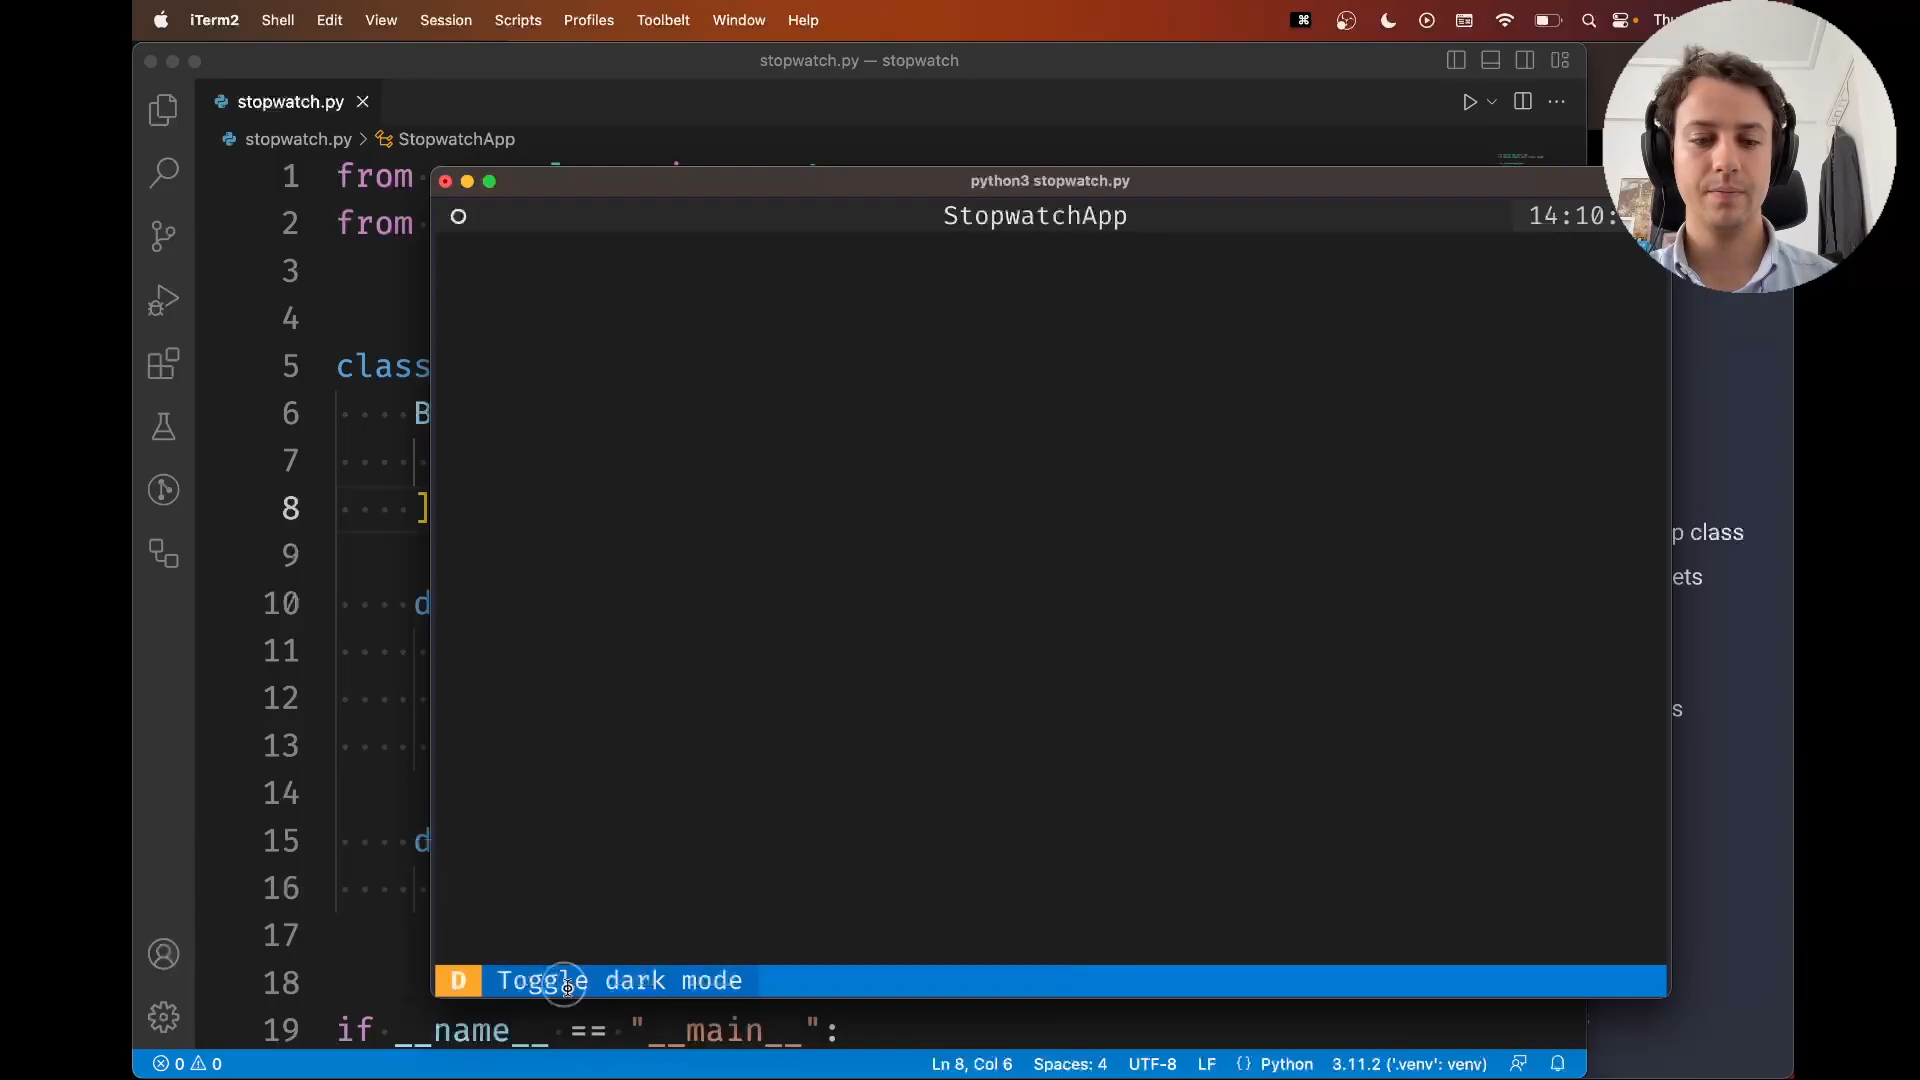 iTerm2 Shell Edit View Session Scripts Profiles Toolbelt Window Help
stopwatch.py — stopwatch
stopwatch.py
stopwatch.py > StopwatchApp
1 from
2 from
3
4
5 class
6 B
7
8 ]
9
10 d
11
12
13
14
15 d
16
17
18
19 if __name__ == "__main__":
python3 stopwatch.py
StopwatchApp
14:10:
D Toggle dark mode
p class
ets
s
0 0 Ln 8, Col 6 Spaces: 4 UTF-8 LF {} Python 3.11.2 ('.venv': venv)